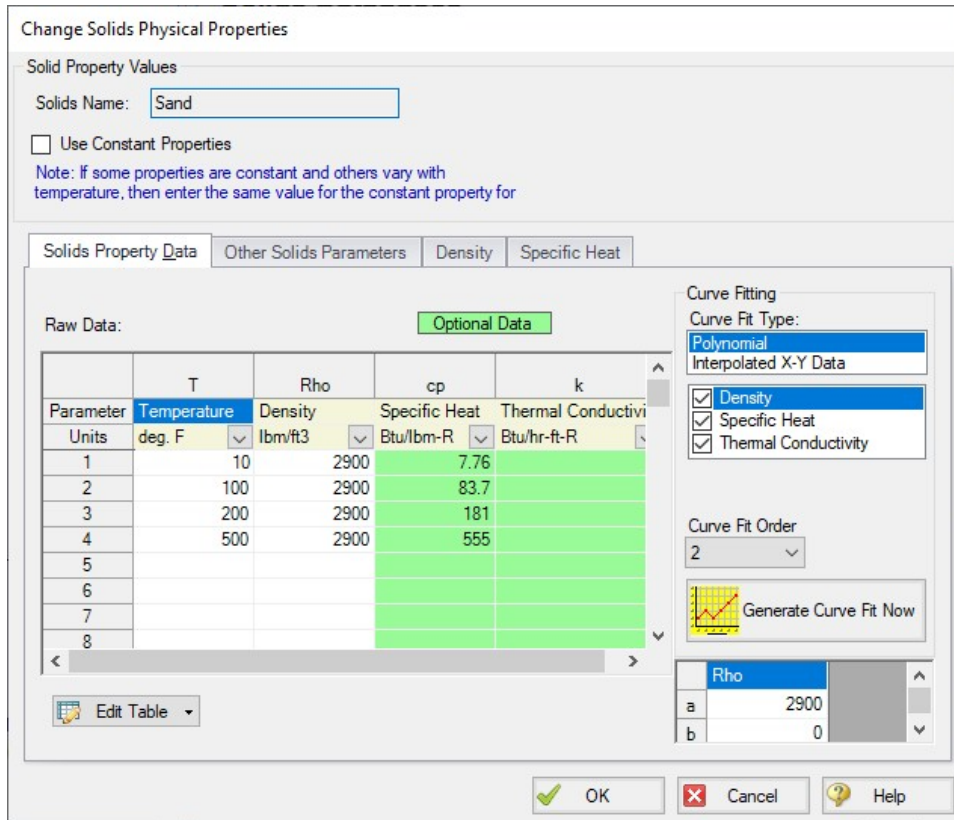 Change Solids Physical Properties
Solid Property Values
Solids Name: Sand
Use Constant Properties
Note: If some properties are constant and others vary with
temperature, then enter the same value for the constant property for
Solids Property Data Other Solids Parameters Density Specific Heat
Raw Data: Optional Data
T Rho cp k
Parameter Temperature Density Specific Heat Thermal Conductivi
Units deg. F lbm/ft3 Btu/lbm-R Btu/hr-ft-R
1 10 2900 7.76
2 100 2900 83.7
3 200 2900 181
4 500 2900 555
5
6
7
8
Edit Table
Curve Fitting
Curve Fit Type:
Polynomial
Interpolated X-Y Data
Density
Specific Heat
Thermal Conductivity
Curve Fit Order
2
Generate Curve Fit Now
Rho
a 2900
b 0
OK Cancel Help